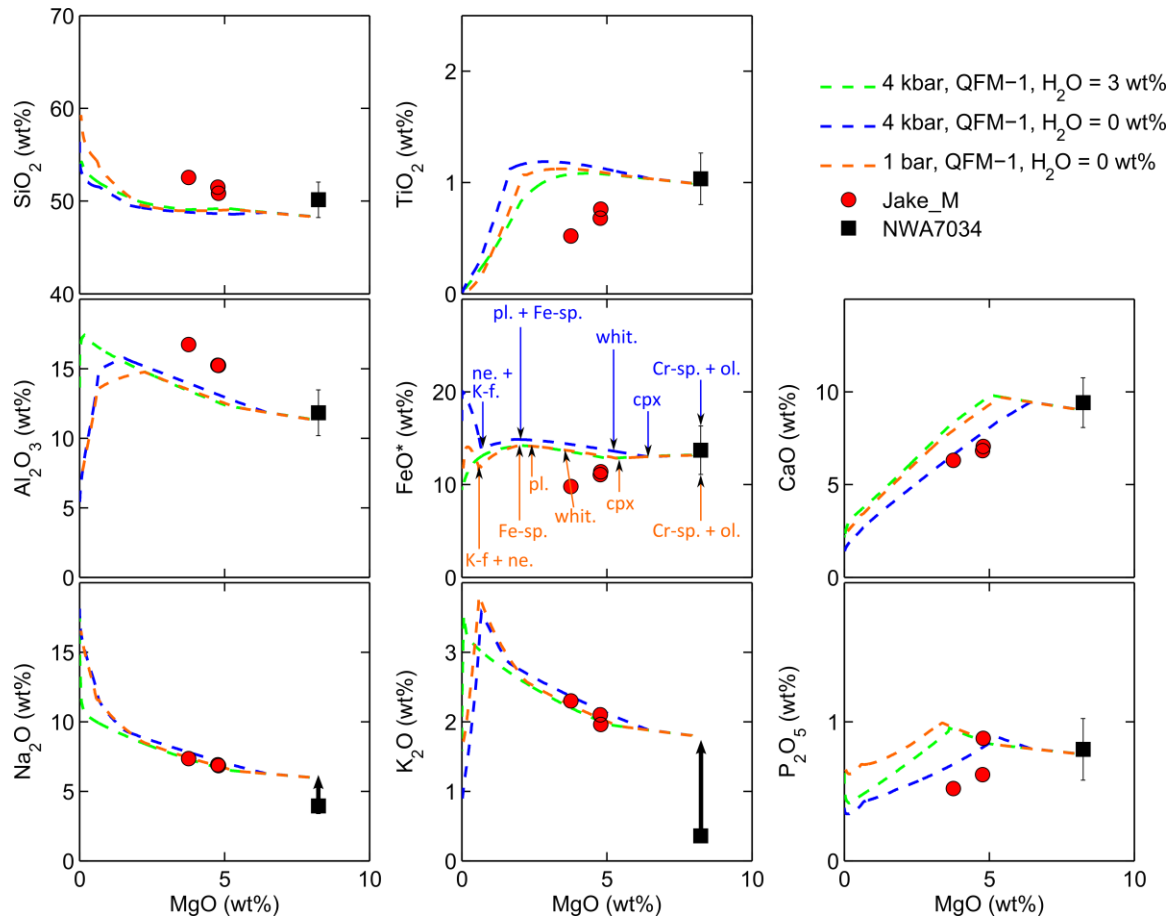 60
50
40
SiO2 (wt%)
2
1
0
TiO2 (wt%)
4 kbar, QFM−1, H2O = 3 wt%
4 kbar, QFM−1, H2O = 0 wt%
1 bar, QFM−1, H2O = 0 wt%
Jake_M
NWA7034
15
10
5
0
Al2O3 (wt%)
20
10
0
FeO* (wt%)
pl. + Fe-sp.
whit.
Cr-sp. + ol.
ne. +
K-f.
cpx
pl.
Fe-sp.
whit.
cpx
K-f + ne.
Cr-sp. + ol.
10
5
0
CaO (wt%)
15
10
5
0
Na2O (wt%)
0 5 10
MgO (wt%)
3
2
1
0
K2O (wt%)
0 5 10
MgO (wt%)
1
0
P2O5 (wt%)
0 5 10
MgO (wt%)